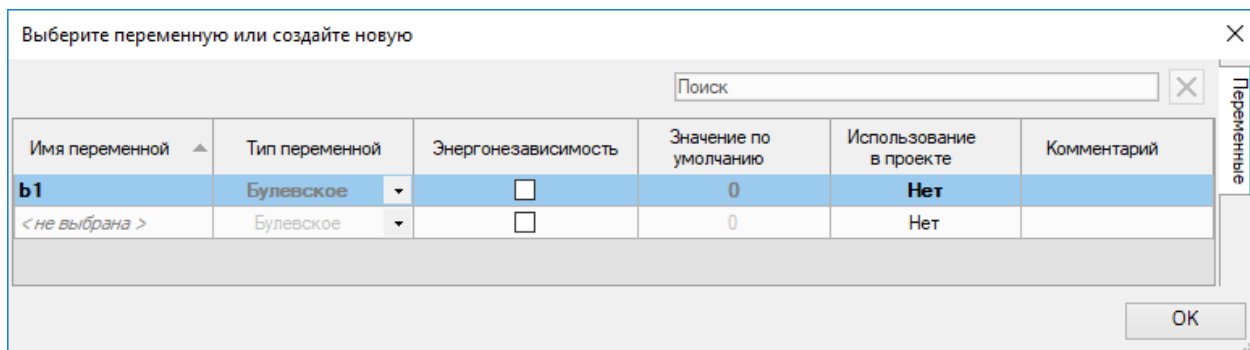 Выберите переменную или создайте новую
Поиск
Переменные
Имя переменной Тип переменной Энергонезависимость Значение по умолчанию Использование в проекте Комментарий
b1 Булевское 0 Нет
<не выбрана> Булевское 0 Нет
OK